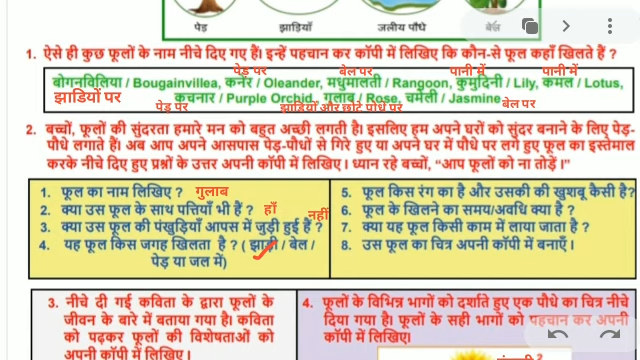 पेड़ झाड़ियाँ जलीय पौधे बेल
1. ऐसे ही कुछ फूलों के नाम नीचे दिए गए हैं। इन्हें पहचान कर कॉपी में लिखिए कि कौन-से फूल कहाँ खिलते हैं ?
पेड़ पर बेल पर पानी में पानी में
बोगनविलिया / Bougainvillea, कनेर / Oleander, मधुमालती / Rangoon, कुमुदिनी / Lily, कमल / Lotus,
झाडियों पर
कचनार / Purple Orchid, गुलाब / Rose, चमेली / Jasmine
पेड़ पर झाडियाँ और छोटे पौधे पर बेल पर
2. बच्चों, फूलों की सुंदरता हमारे मन को बहुत अच्छी लगती है। इसलिए हम अपने घरों को सुंदर बनाने के लिए पेड़-
पौधे लगाते हैं। अब आप अपने आसपास पेड़-पौधों से गिरे हुए या अपने घर में पौधे पर लगे हुए फूल का इस्तेमाल
करके नीचे दिए हुए प्रश्नों के उत्तर अपनी कॉपी में लिखिए। ध्यान रहे बच्चों, “आप फूलों को ना तोड़ें।”
1. फूल का नाम लिखिए ? गुलाब
2. क्या उस फूल के साथ पत्तियाँ भी हैं ? हाँ
नहीं
3. क्या उस फूल की पंखुड़ियाँ आपस में जुड़ी हुई हैं ?
4. यह फूल किस जगह खिलता है ? ( झाड़ी / बेल /
पेड़ या जल में)
5. फूल किस रंग का है और उसकी की खुशबू कैसी है?
6. फूल के खिलने का समय/अवधि क्या है ?
7. क्या यह फूल किसी काम में लाया जाता है ?
8. उस फूल का चित्र अपनी कॉपी में बनाएँ।
3. नीचे दी गई कविता के द्वारा फूलों के
जीवन के बारे में बताया गया है। कविता
को पढ़कर फूलों की विशेषताओं को
अपनी कॉपी में लिखिए।
4. फूलों के विभिन्न भागों को दर्शाते हुए एक पौधे का चित्र नीचे
दिया गया है। फूलों के सही भागों को पहचान कर अपनी
कॉपी में लिखिए।